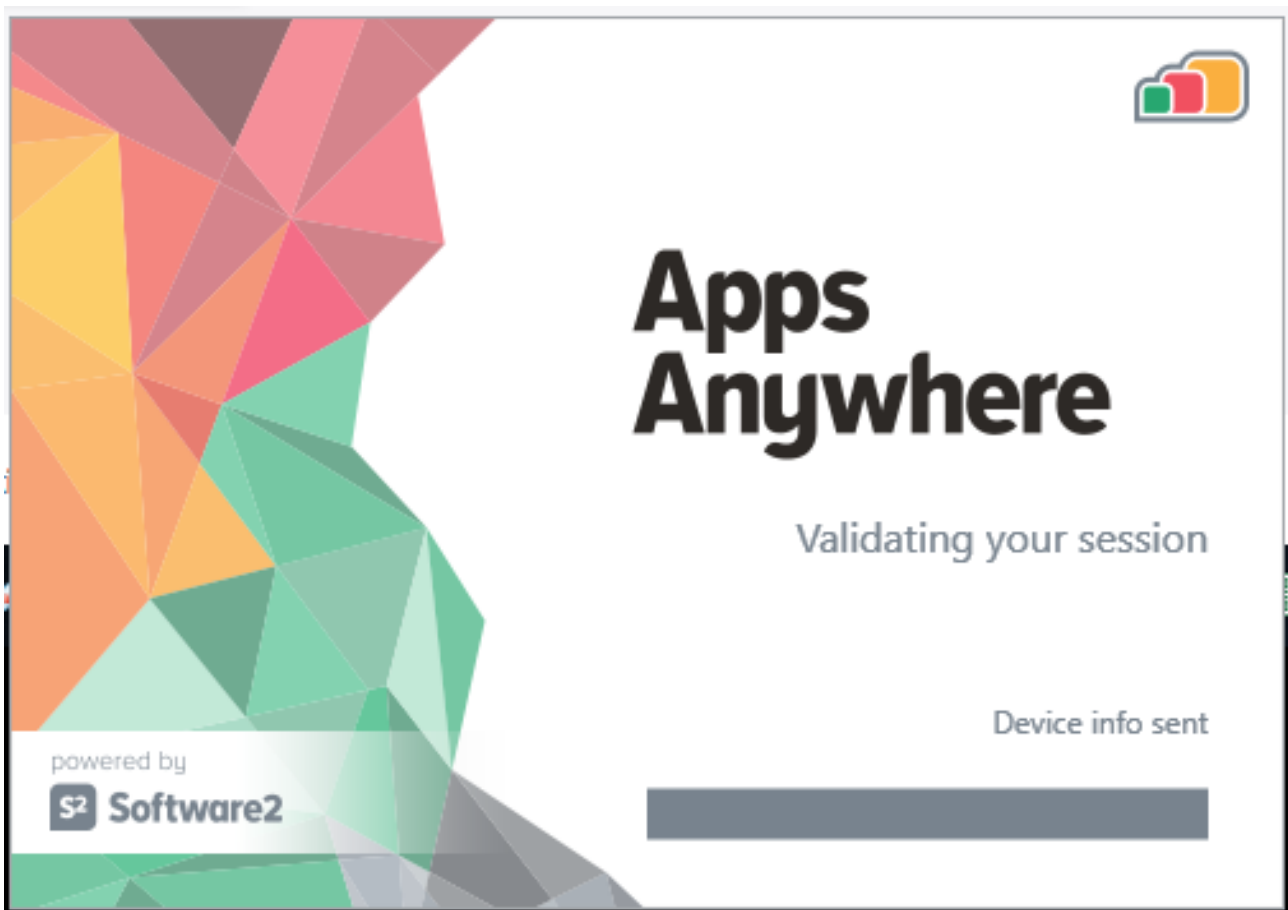 Apps
Anywhere
Validating your session
Device info sent
powered by
S2 Software2